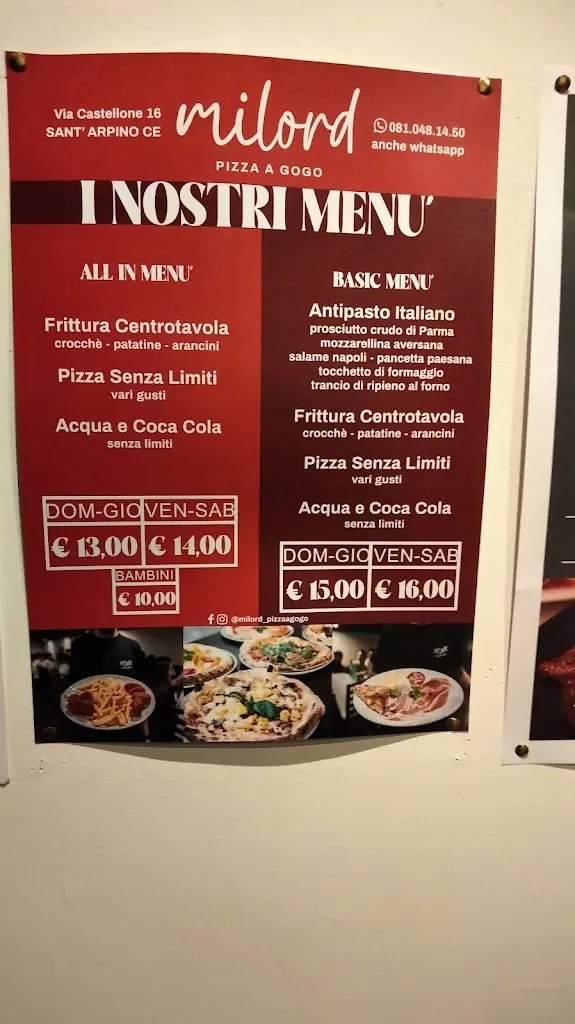 Via Castellone 16
SANT' ARPINO CE
milord
PIZZA A GOGO
081.048.14.50
anche whatsapp
I NOSTRI MENU'
ALL IN MENU'
Frittura Centrotavola
crocchè - patatine - arancini
Pizza Senza Limiti
vari gusti
Acqua e Coca Cola
senza limiti
DOM-GIO VEN-SAB
€ 13,00 € 14,00
BAMBINI
€ 10,00
BASIC MENU'
Antipasto Italiano
prosciutto crudo di Parma
mozzarellina aversana
salame napoli - pancetta paesana
tocchetto di formaggio
trancio di ripieno al forno
Frittura Centrotavola
crocchè - patatine - arancini
Pizza Senza Limiti
vari gusti
Acqua e Coca Cola
senza limiti
DOM-GIO VEN-SAB
€ 15,00 € 16,00
@milord_pizzaagogo